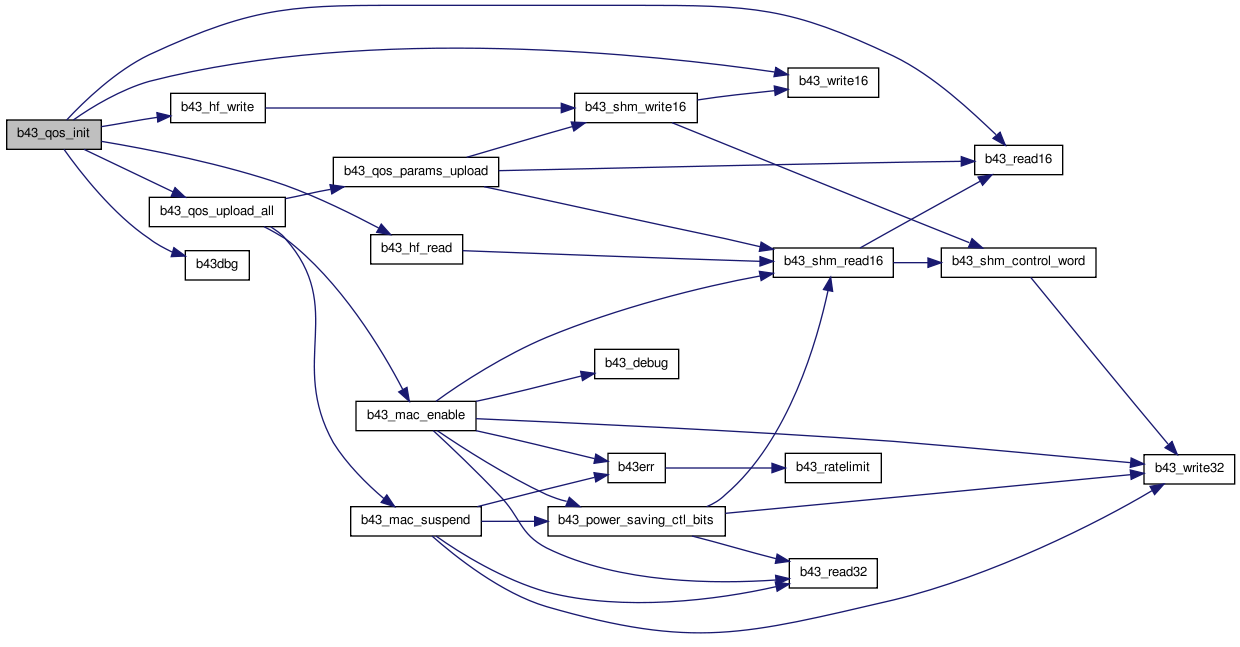 b43_qos_init
b43_hf_write
b43_qos_upload_all
b43dbg
b43_qos_params_upload
b43_hf_read
b43_mac_enable
b43_mac_suspend
b43_shm_write16
b43_debug
b43err
b43_power_saving_ctl_bits
b43_write16
b43_shm_read16
b43_ratelimit
b43_read32
b43_read16
b43_shm_control_word
b43_write32